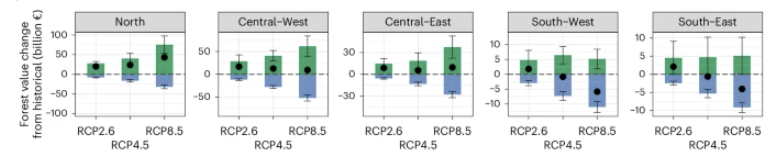 Forest value change
from historical (billion €)
North
100
50
0
−50
−100
RCP2.6
RCP4.5
RCP8.5
Central−West
50
0
−50
RCP2.6
RCP4.5
RCP8.5
Central−East
30
0
−30
RCP2.6
RCP4.5
RCP8.5
South−West
10
5
0
−5
−10
RCP2.6
RCP4.5
RCP8.5
South−East
10
5
0
−5
−10
RCP2.6
RCP4.5
RCP8.5